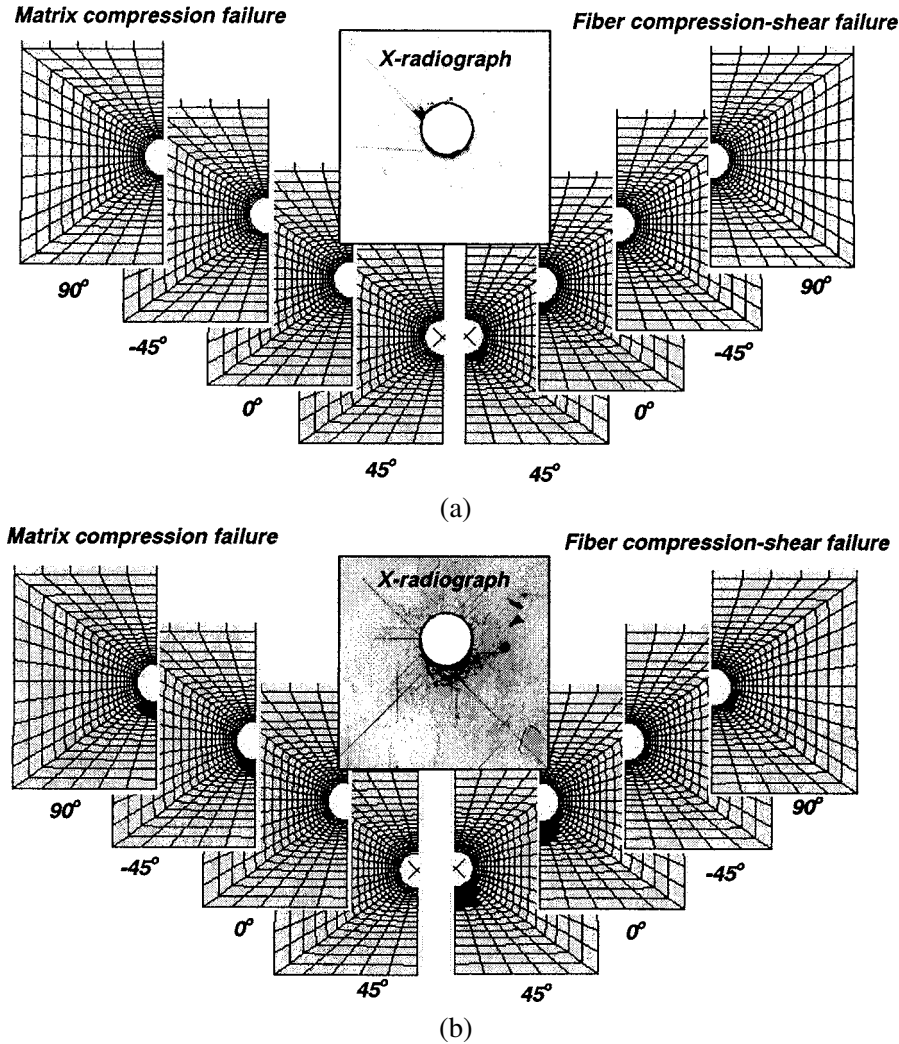 Matrix compression failure
Fiber compression-shear failure
X-radiograph
90°
90°
-45°
-45°
0°
0°
45°
45°
(a)
Matrix compression failure
Fiber compression-shear failure
X-radiograph
90°
90°
-45°
-45°
0°
0°
45°
45°
(b)